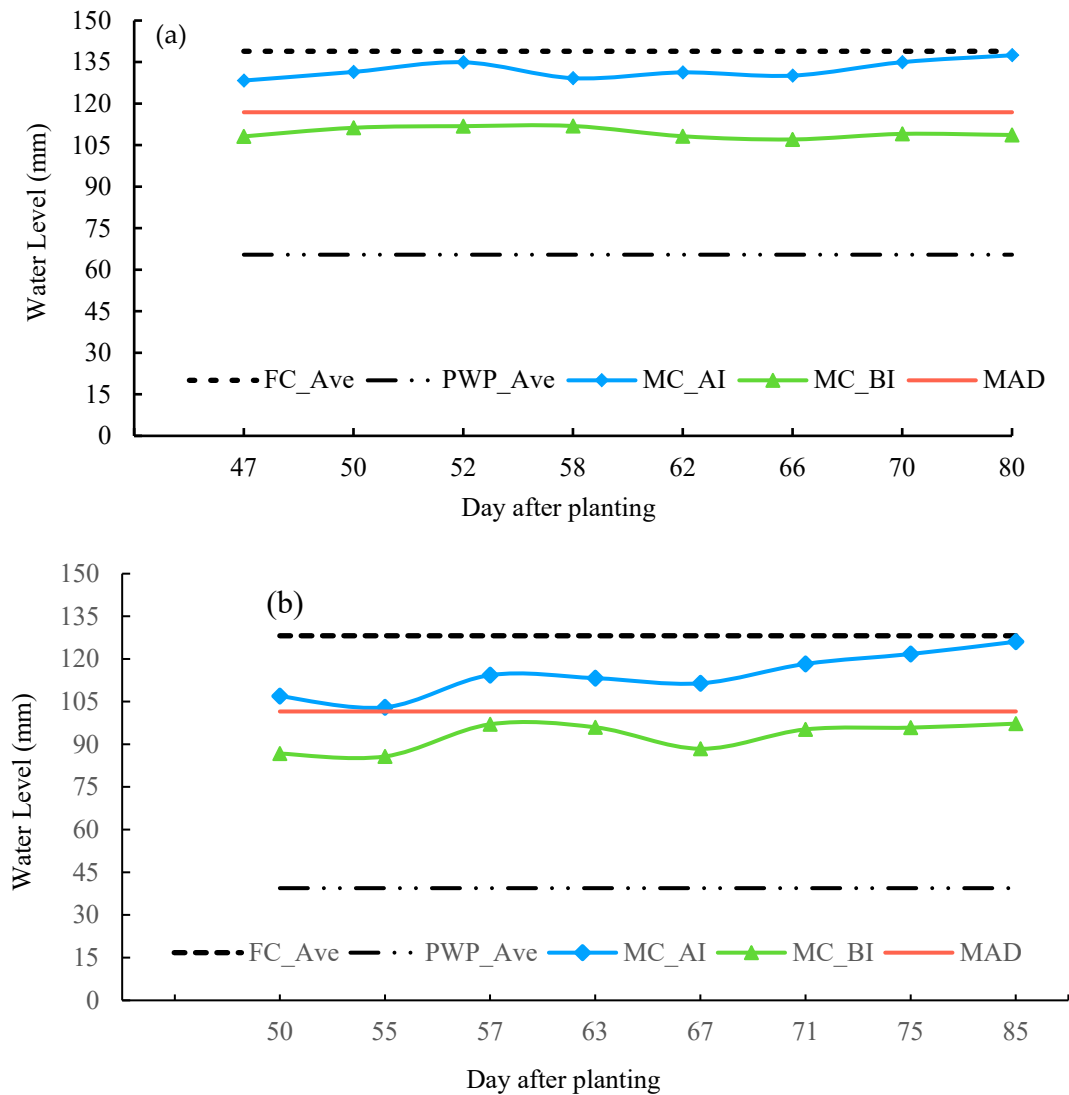 (a)
150
135
120
105
90
75
60
45
30
15
0
Water Level (mm)
FC_Ave PWP_Ave MC_AI MC_BI MAD
47 50 52 58 62 66 70 80
Day after planting
(b)
150
135
120
105
90
75
60
45
30
15
0
Water Level (mm)
FC_Ave PWP_Ave MC_AI MC_BI MAD
50 55 57 63 67 71 75 85
Day after planting